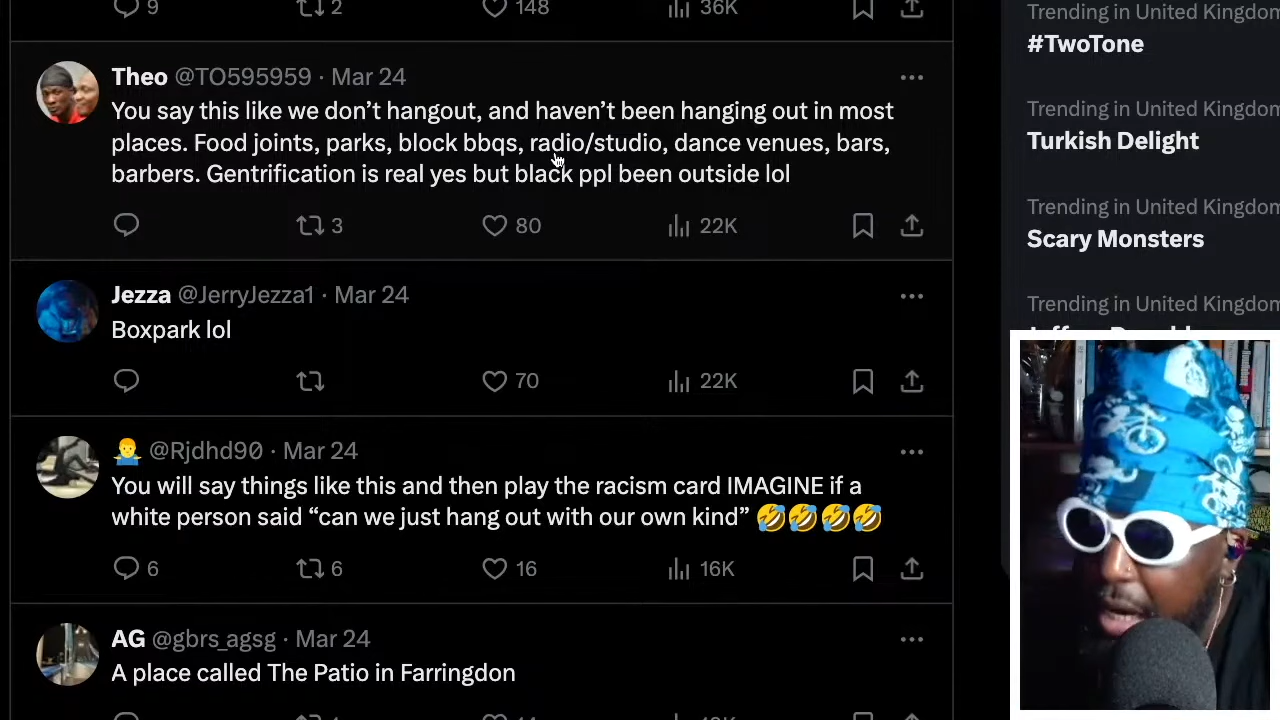 9 2 148 36K
Theo @TO595959 · Mar 24
You say this like we don’t hangout, and haven’t been hanging out in most
places. Food joints, parks, block bbqs, radio/studio, dance venues, bars,
barbers. Gentrification is real yes but black ppl been outside lol
3 80 22K
Jezza @JerryJezza1 · Mar 24
Boxpark lol
70 22K
🤷‍♂️ @Rjdhd90 · Mar 24
You will say things like this and then play the racism card IMAGINE if a
white person said “can we just hang out with our own kind” 🤣🤣🤣🤣
6 6 16 16K
AG @gbrs_agsg · Mar 24
A place called The Patio in Farringdon
Trending in United Kingdom
#TwoTone
Trending in United Kingdom
Turkish Delight
Trending in United Kingdom
Scary Monsters
Trending in United Kingdom